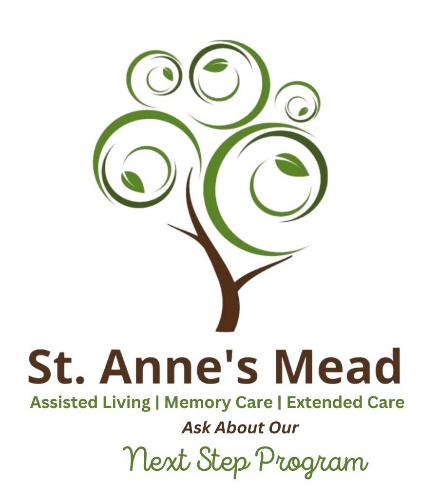 St. Anne's Mead
Assisted Living | Memory Care | Extended Care
Ask About Our
Next Step Program